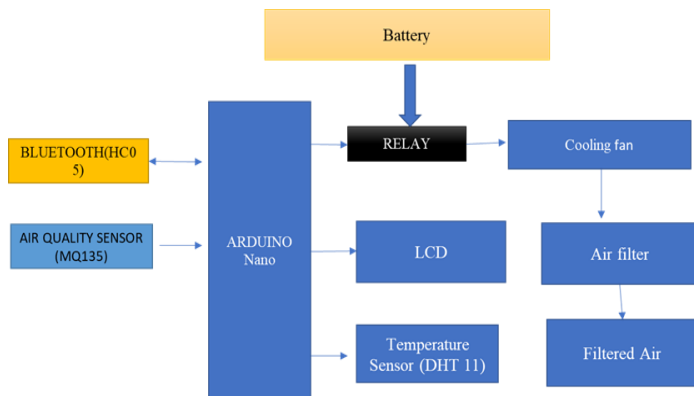 Battery
BLUETOOTH(HC0
5)
RELAY
Cooling fan
AIR QUALITY SENSOR
(MQ135)
ARDUINO
Nano
LCD
Air filter
Temperature
Sensor (DHT 11)
Filtered Air